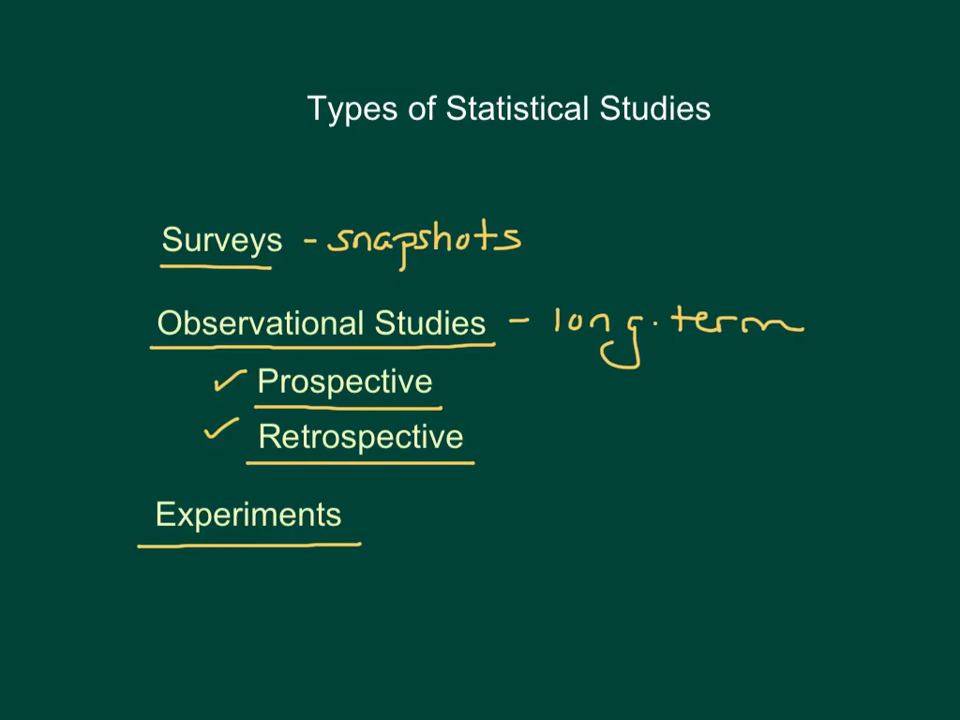 Types of Statistical Studies
Surveys - snapshots
Observational Studies - long-term
Prospective
Retrospective
Experiments